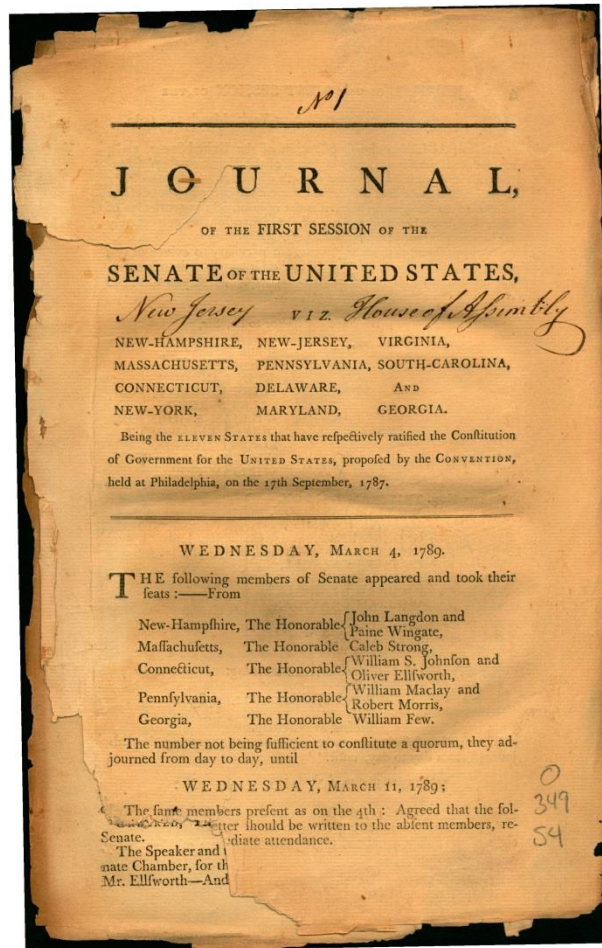 Nº 1
JOURNAL,
OF THE FIRST SESSION OF THE
SENATE OF THE UNITED STATES,
New Jersey VIZ. House of Aſsembly
NEW-HAMPSHIRE, NEW-JERSEY, VIRGINIA,
MASSACHUSETTS, PENNSYLVANIA, SOUTH-CAROLINA,
CONNECTICUT, DELAWARE, AND
NEW-YORK, MARYLAND, GEORGIA.
Being the ELEVEN STATES that have reſpectively ratified the Conſtitution
of Government for the UNITED STATES, propoſed by the CONVENTION,
held at Philadelphia, on the 17th September, 1787.
WEDNESDAY, MARCH 4, 1789.
THE following members of Senate appeared and took their
ſeats :——From
New-Hampſhire, The Honorable { John Langdon and
Paine Wingate,
Maſſachuſetts, The Honorable Caleb Strong,
Connecticut, The Honorable { William S. Johnſon and
Oliver Ellſworth,
Pennſylvania, The Honorable { William Maclay and
Robert Morris,
Georgia, The Honorable William Few.
The number not being ſufficient to conſtitute a quorum, they ad-
journed from day to day, until
WEDNESDAY, MARCH 11, 1789;
The ſame members preſent as on the 4th : Agreed that the fol-
etter ſhould be written to the abſent members, re-
Senate. diate attendance.
The Speaker and
nate Chamber, for th
Mr. Ellſworth—And
0
349
54